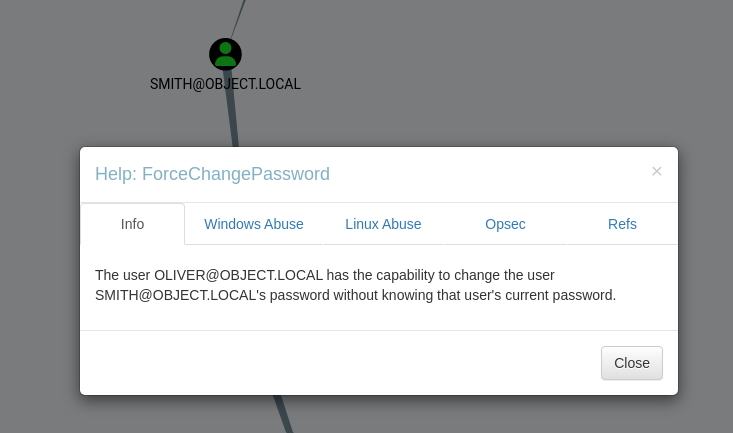 SMITH@OBJECT.LOCAL
Help: ForceChangePassword
×
Info Windows Abuse Linux Abuse Opsec Refs
The user OLIVER@OBJECT.LOCAL has the capability to change the user
SMITH@OBJECT.LOCAL's password without knowing that user's current password.
Close